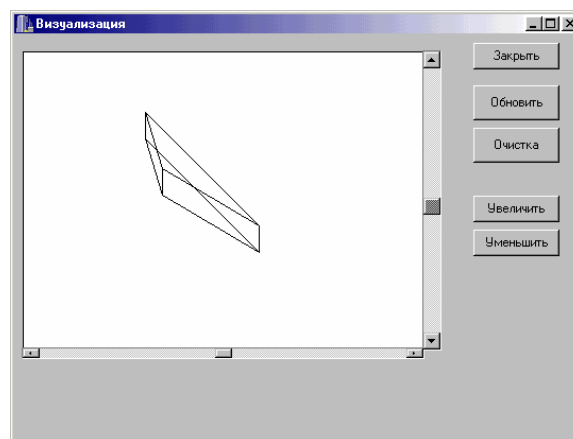 Визуализация
Закрыть
Обновить
Очистка
Увеличить
Уменьшить